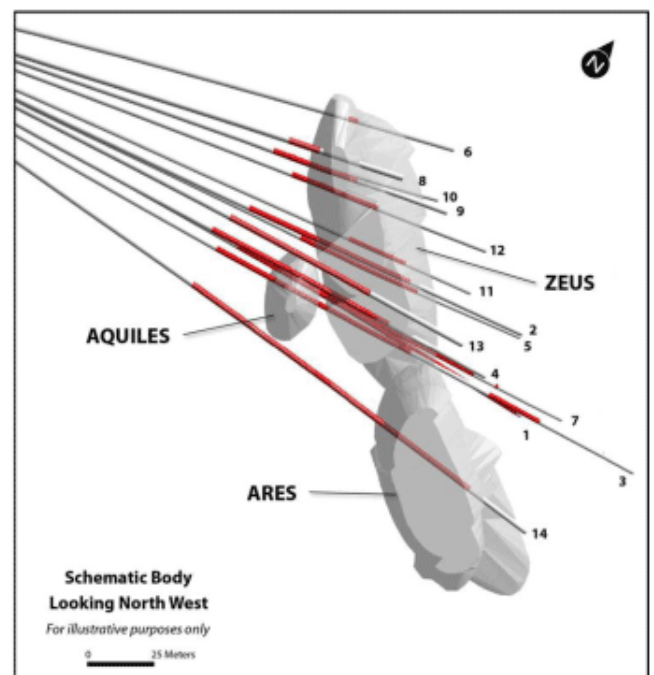 N
6
8
10
9
12
11
ZEUS
2
5
AQUILES
13
4
7
1
3
ARES
14
Schematic Body
Looking North West
For illustrative purposes only
0 25 Meters